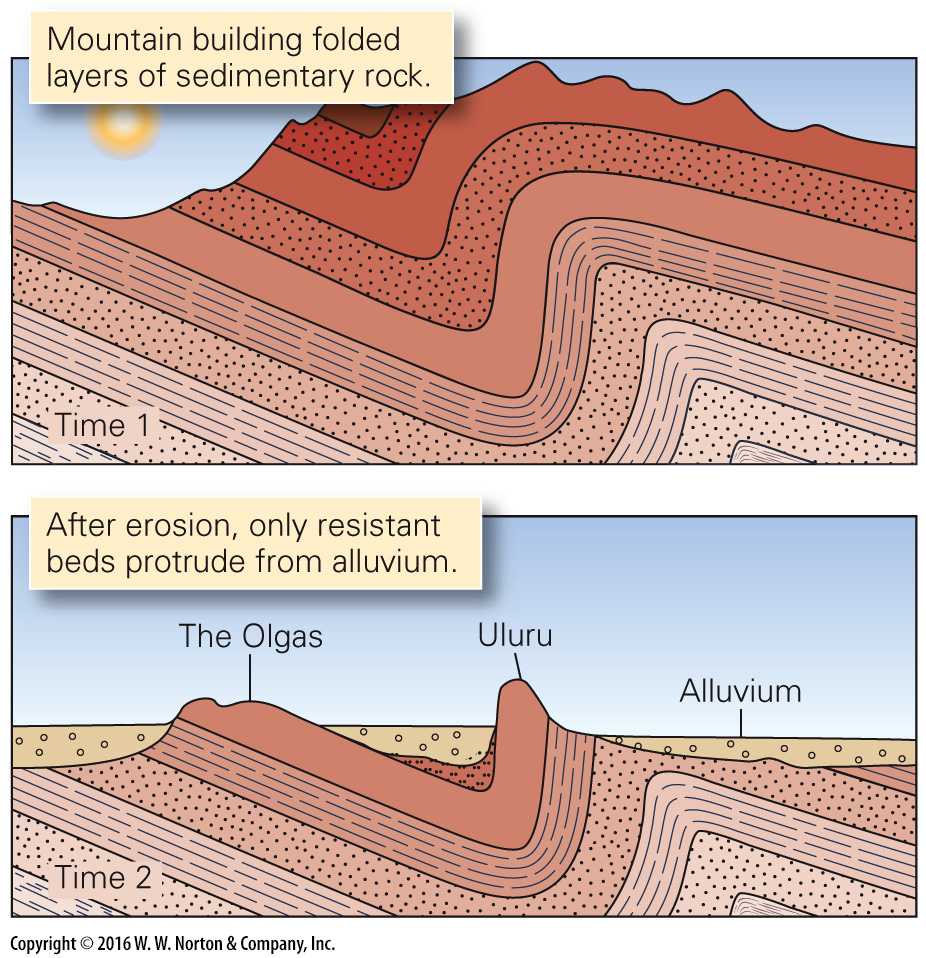 Mountain building folded
layers of sedimentary rock.
Time 1
After erosion, only resistant
beds protrude from alluvium.
The Olgas
Uluru
Alluvium
Time 2
Copyright © 2016 W. W. Norton & Company, Inc.